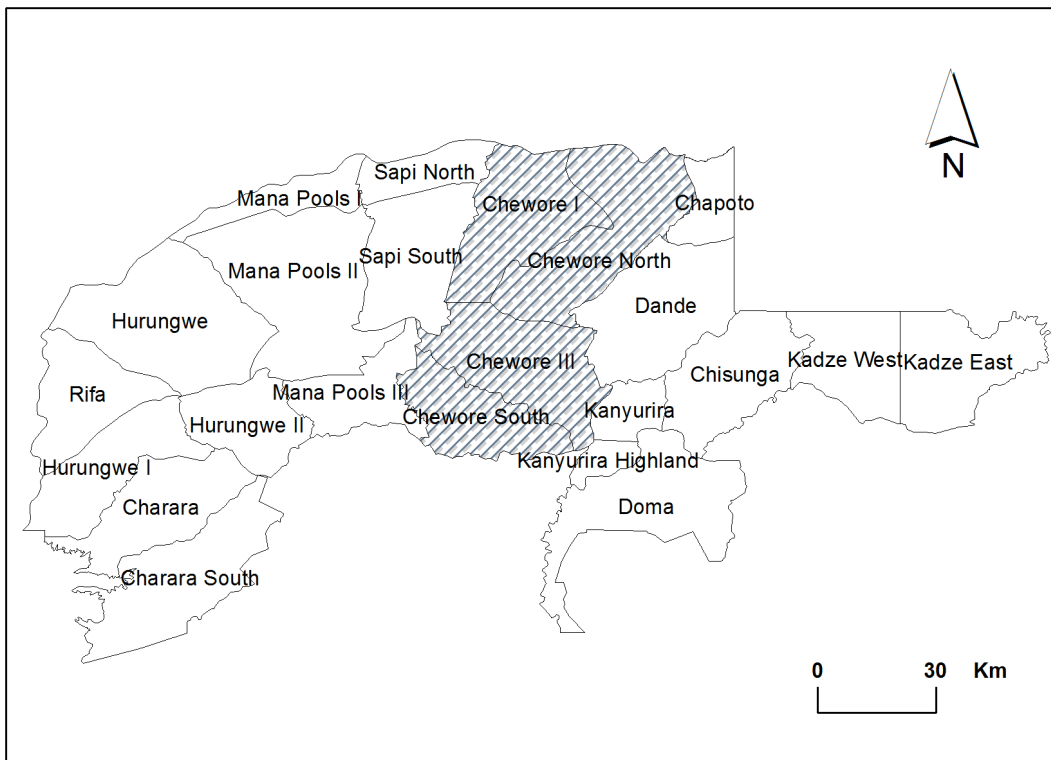 N
Sapi North
Mana Pools I
Chewore I
Chapoto
Sapi South
Mana Pools II
Chewore North
Dande
Hurungwe
Chewore III
Chisunga
Kadze West
Kadze East
Rifa
Mana Pools III
Chewore South
Kanyurira
Hurungwe II
Hurungwe I
Kanyurira Highland
Charara
Doma
Charara South
0 30 Km